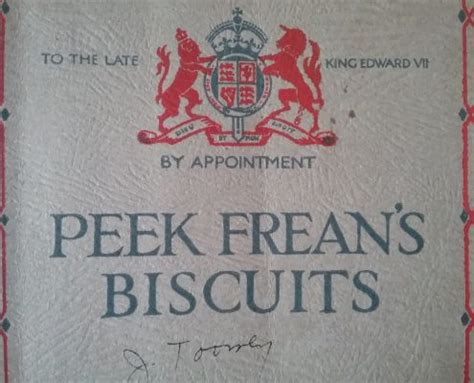 TO THE LATE KING EDWARD VII
BY APPOINTMENT
PEEK FREAN'S
BISCUITS
J.